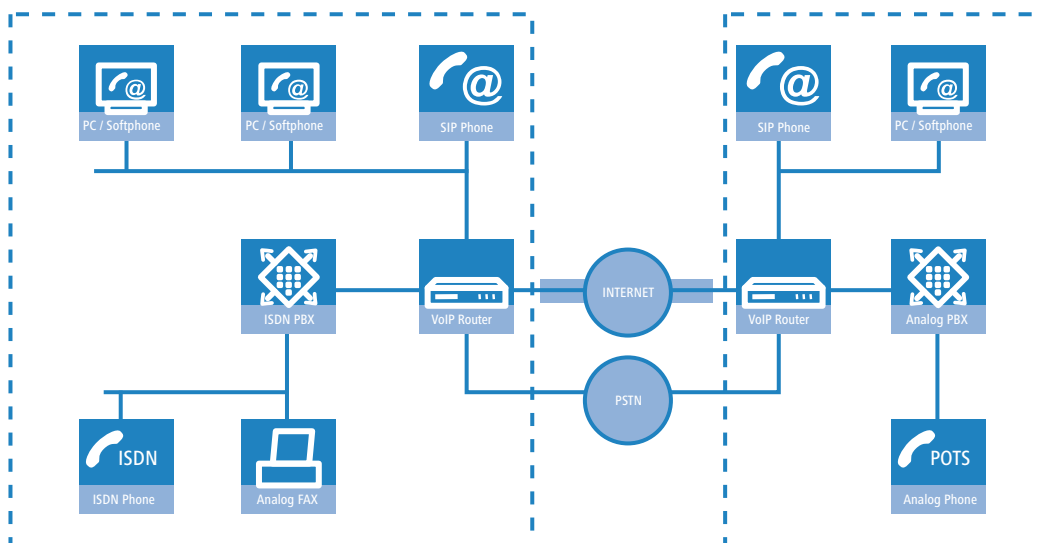 @
PC / Softphone
@
PC / Softphone
@
SIP Phone
@
SIP Phone
@
PC / Softphone
ISDN PBX
VoIP Router
INTERNET
VoIP Router
Analog PBX
PSTN
ISDN
ISDN Phone
Analog FAX
POTS
Analog Phone